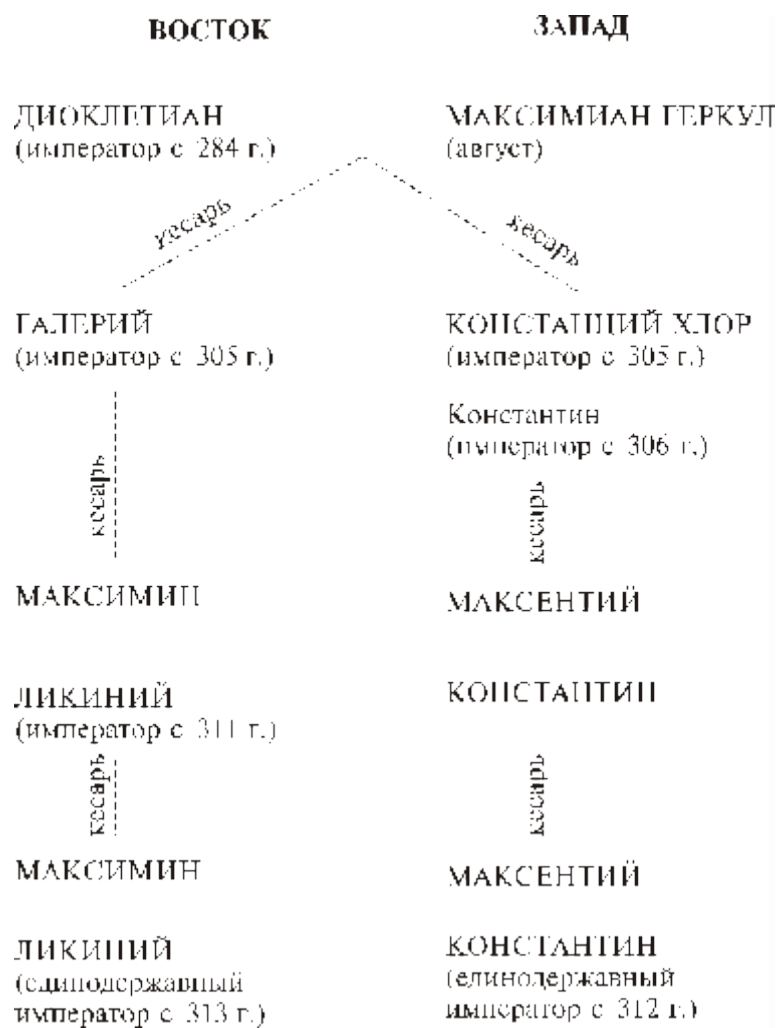 ВОСТОК ЗАПАД
ДИОКЛЕТИАН МАКСИМИАН ГЕРКУЛ
(император с 284 г.) (август)
кесарь кесарь
ГАЛЕРИЙ КОНСТАНЦИЙ ХЛОР
(император с 305 г.) (император с 305 г.)
Константин
(император с 306 г.)
кесарь кесарь
МАКСИМИН МАКСЕНТИЙ
ЛИКИНИЙ КОНСТАНТИН
(император с 311 г.)
кесарь кесарь
МАКСИМИН МАКСЕНТИЙ
ЛИКИНИЙ КОНСТАНТИН
(единодержавный (единодержавный
император с 313 г.) император с 312 г.)